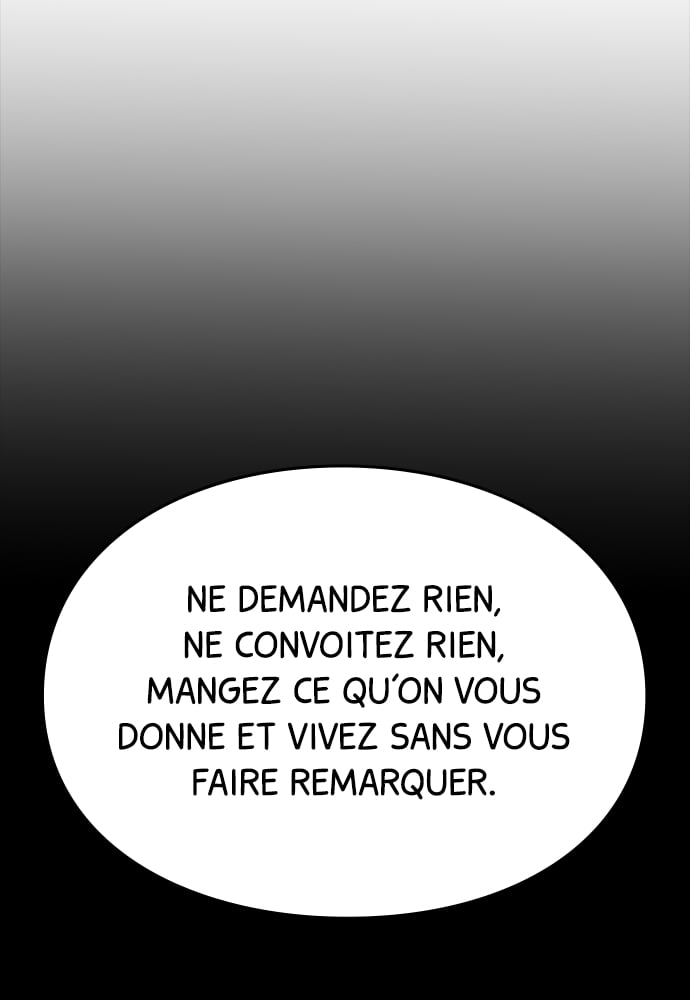 NE DEMANDEZ RIEN,
NE CONVOITEZ RIEN,
MANGEZ CE QU'ON VOUS
DONNE ET VIVEZ SANS VOUS
FAIRE REMARQUER.